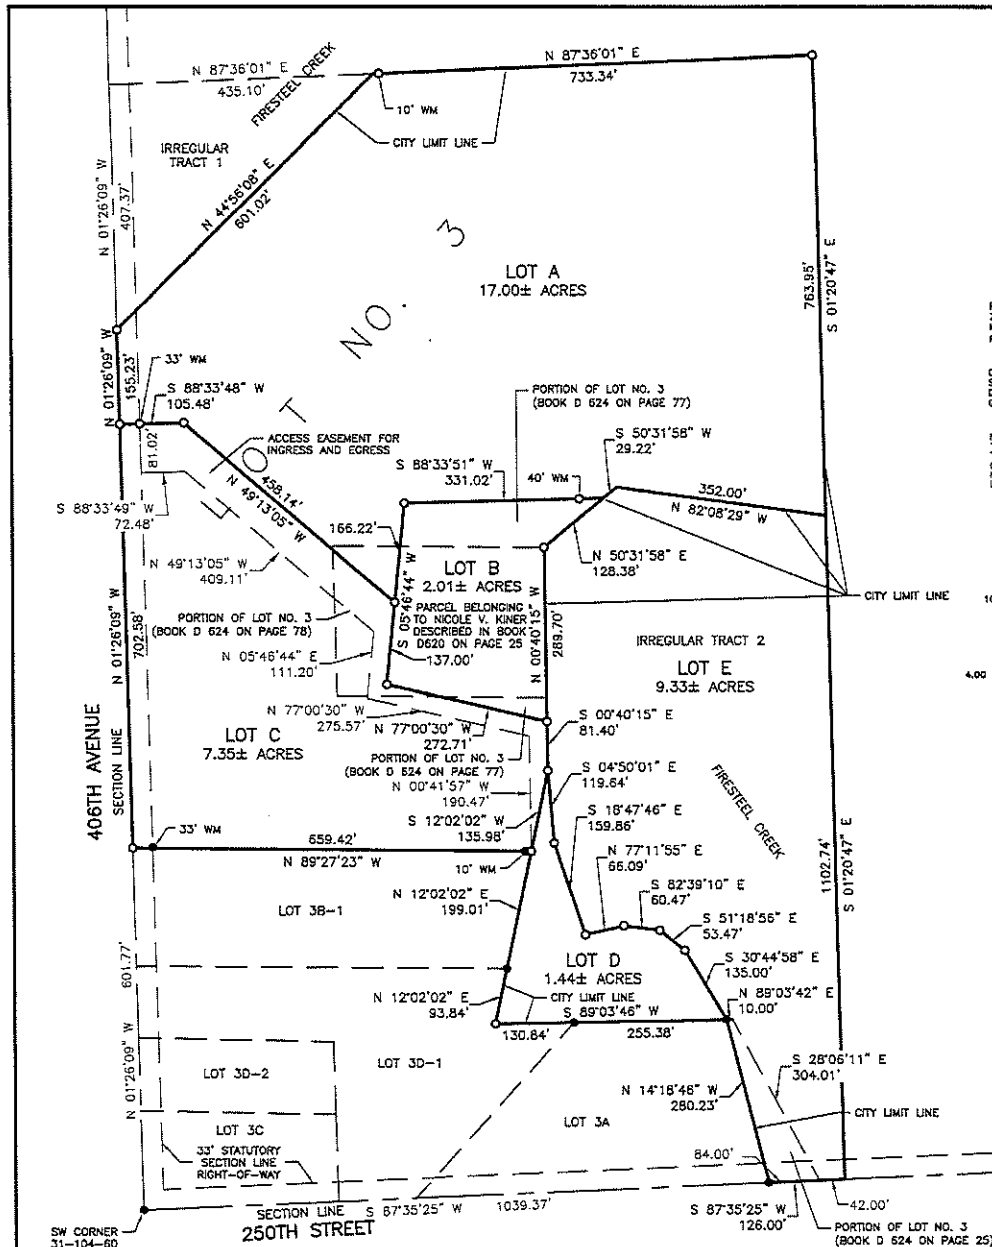 N 87°36'01" E
733.34'
N 87°36'01" E
435.10'
FIRESTEEL CREEK
10' WM
CITY LIMIT LINE
IRREGULAR
TRACT 1
N 01°26'09" W
407.37'
N 44°56'08" E
601.02'
LOT NO. 3
LOT A
17.00± ACRES
763.95'
S 01°20'47" E
N 01°26'09" W
155.23'
33' WM
S 88°33'48" W
105.48'
PORTION OF LOT NO. 3
(BOOK D 624 ON PAGE 77)
S 50°31'58" W
29.22'
ACCESS EASEMENT FOR
INGRESS AND EGRESS
81.02'
458.14'
N 49°13'05" W
S 88°33'51" W
331.02'
40' WM
352.00'
N 82°08'29" W
S 88°33'49" W
72.48'
166.22'
N 50°31'58" E
128.38'
N 49°13'05" W
409.11'
LOT B
2.01± ACRES
PARCEL BELONGING
TO NICOLE V. KINER
DESCRIBED IN BOOK
D620 ON PAGE 25
S 05°46'44" W
137.00'
N 00°40'15" W
289.70'
CITY LIMIT LINE
PORTION OF LOT NO. 3
(BOOK D 624 ON PAGE 78)
N 05°46'44" E
111.20'
IRREGULAR TRACT 2
LOT E
9.33± ACRES
4.00
N 01°26'09" W
702.58'
N 77°00'30" W
275.57'
N 77°00'30" W
272.71'
S 00°40'15" E
81.40'
LOT C
7.35± ACRES
PORTION OF LOT NO. 3
(BOOK D 624 ON PAGE 77)
406TH AVENUE
SECTION LINE
N 00°41'57" W
190.47'
S 04°50'01" E
119.64'
FIRESTEEL CREEK
S 12°02'02" W
135.98'
S 18°47'46" E
159.86'
33' WM
659.42'
N 89°27'23" W
10' WM
N 77°11'55" E
66.09'
S 82°39'10" E
60.47'
1102.74'
S 01°20'47" E
N 12°02'02" E
199.01'
LOT 3B-1
S 51°18'56" E
53.47'
LOT D
1.44± ACRES
S 30°44'58" E
135.00'
601.77'
N 12°02'02" E
93.84'
CITY LIMIT LINE
S 89°03'46" W
N 89°03'42" E
10.00'
130.84'
255.38'
N 01°26'09" W
LOT 3D-2
LOT 3D-1
S 28°06'11" E
304.01'
N 14°18'48" W
280.23'
CITY LIMIT LINE
LOT 3C
LOT 3A
33' STATUTORY
SECTION LINE
RIGHT-OF-WAY
84.00'
SECTION LINE
S 87°35'25" W
1039.37'
S 87°35'25" W
126.00'
42.00'
SW CORNER
31-104-60
250TH STREET
PORTION OF LOT NO. 3
(BOOK D 624 ON PAGE 25)